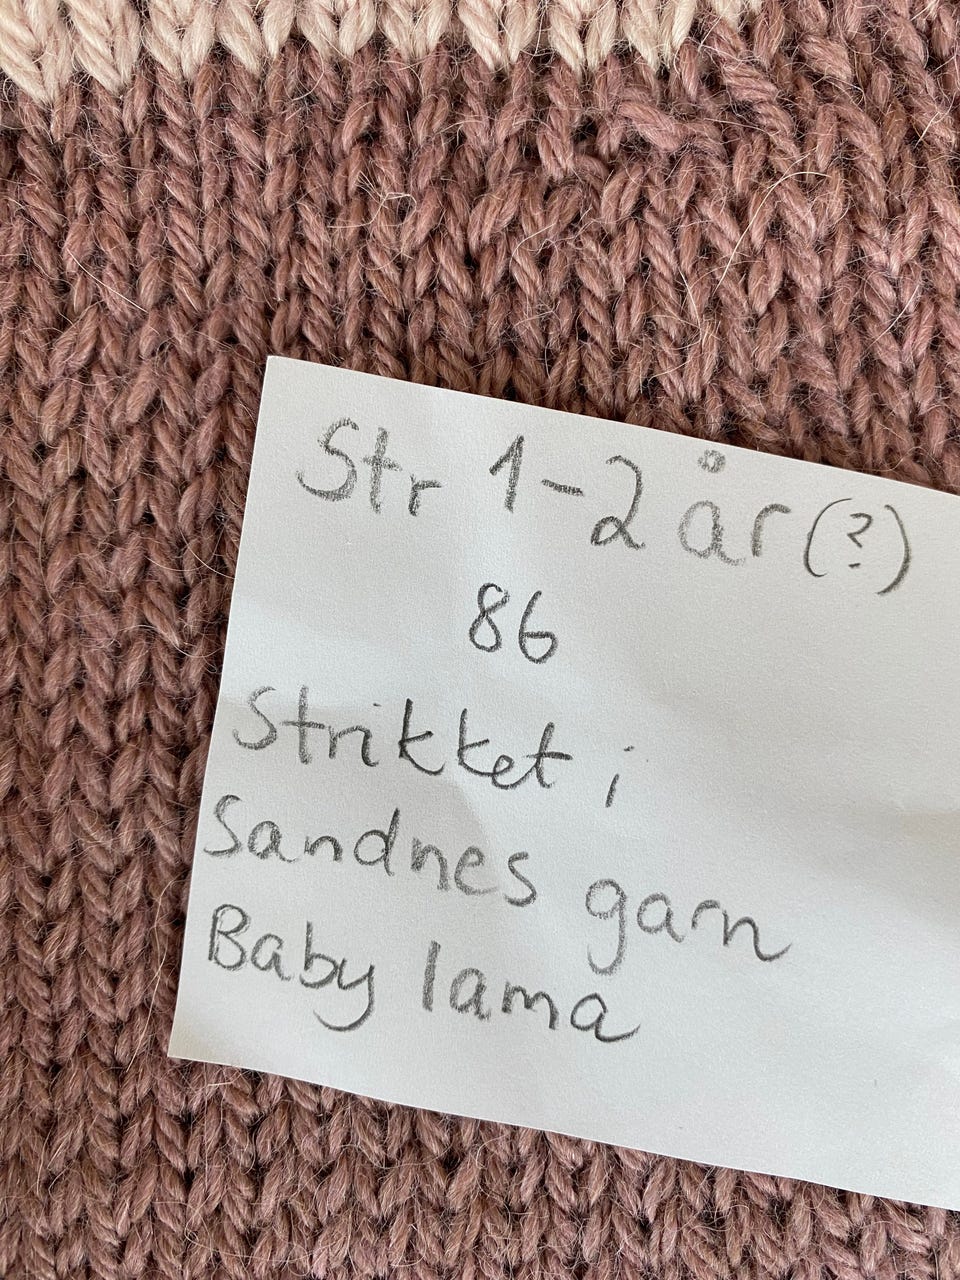 Str 1-2 år (?)
86
Strikket i
Sandnes garn
Baby lama